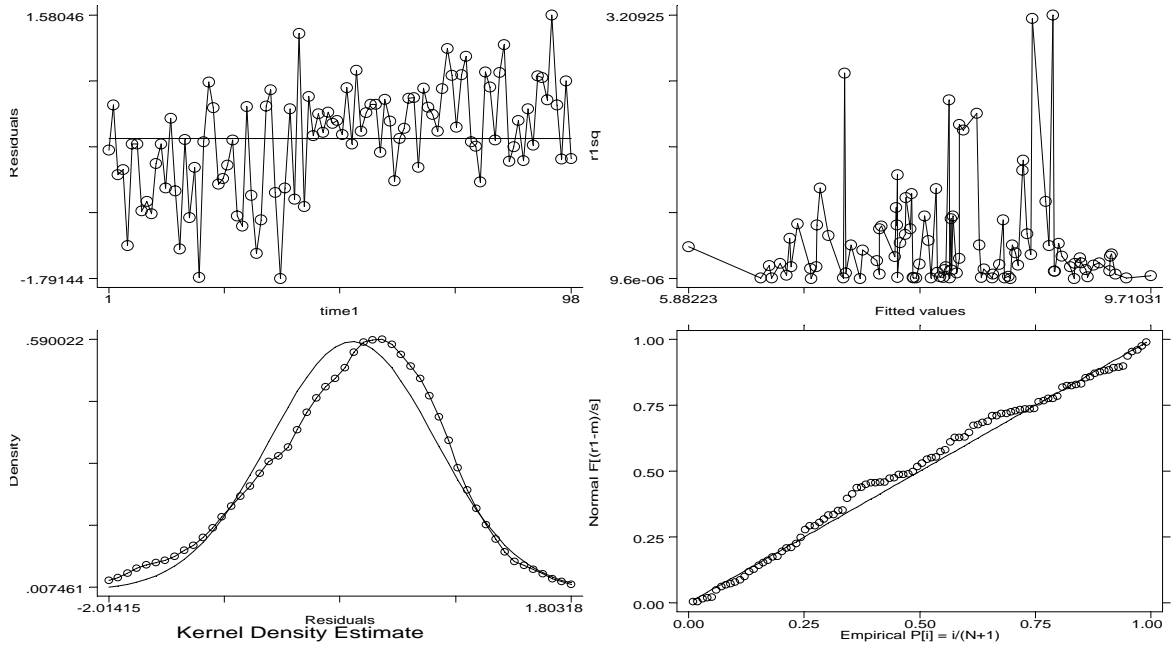 1.58046
Residuals
-1.79144
1
98
time1
3.20925
r1sq
9.6e-06
5.88223
9.71031
Fitted values
.590022
Density
.007461
-2.01415
1.80318
Residuals
Kernel Density Estimate
1.00
0.75
0.50
0.25
0.00
Normal F[(r1-m)/s]
0.00
0.25
0.50
0.75
1.00
Empirical P[i] = i/(N+1)